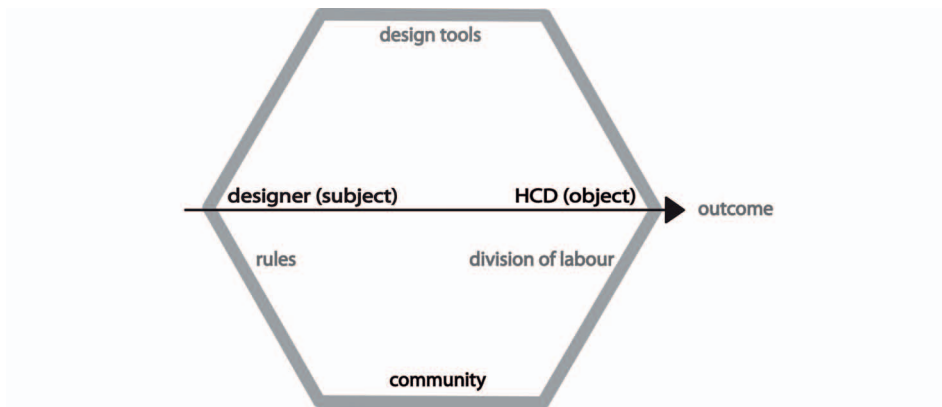 design tools
designer (subject) HCD (object)
outcome
rules division of labour
community